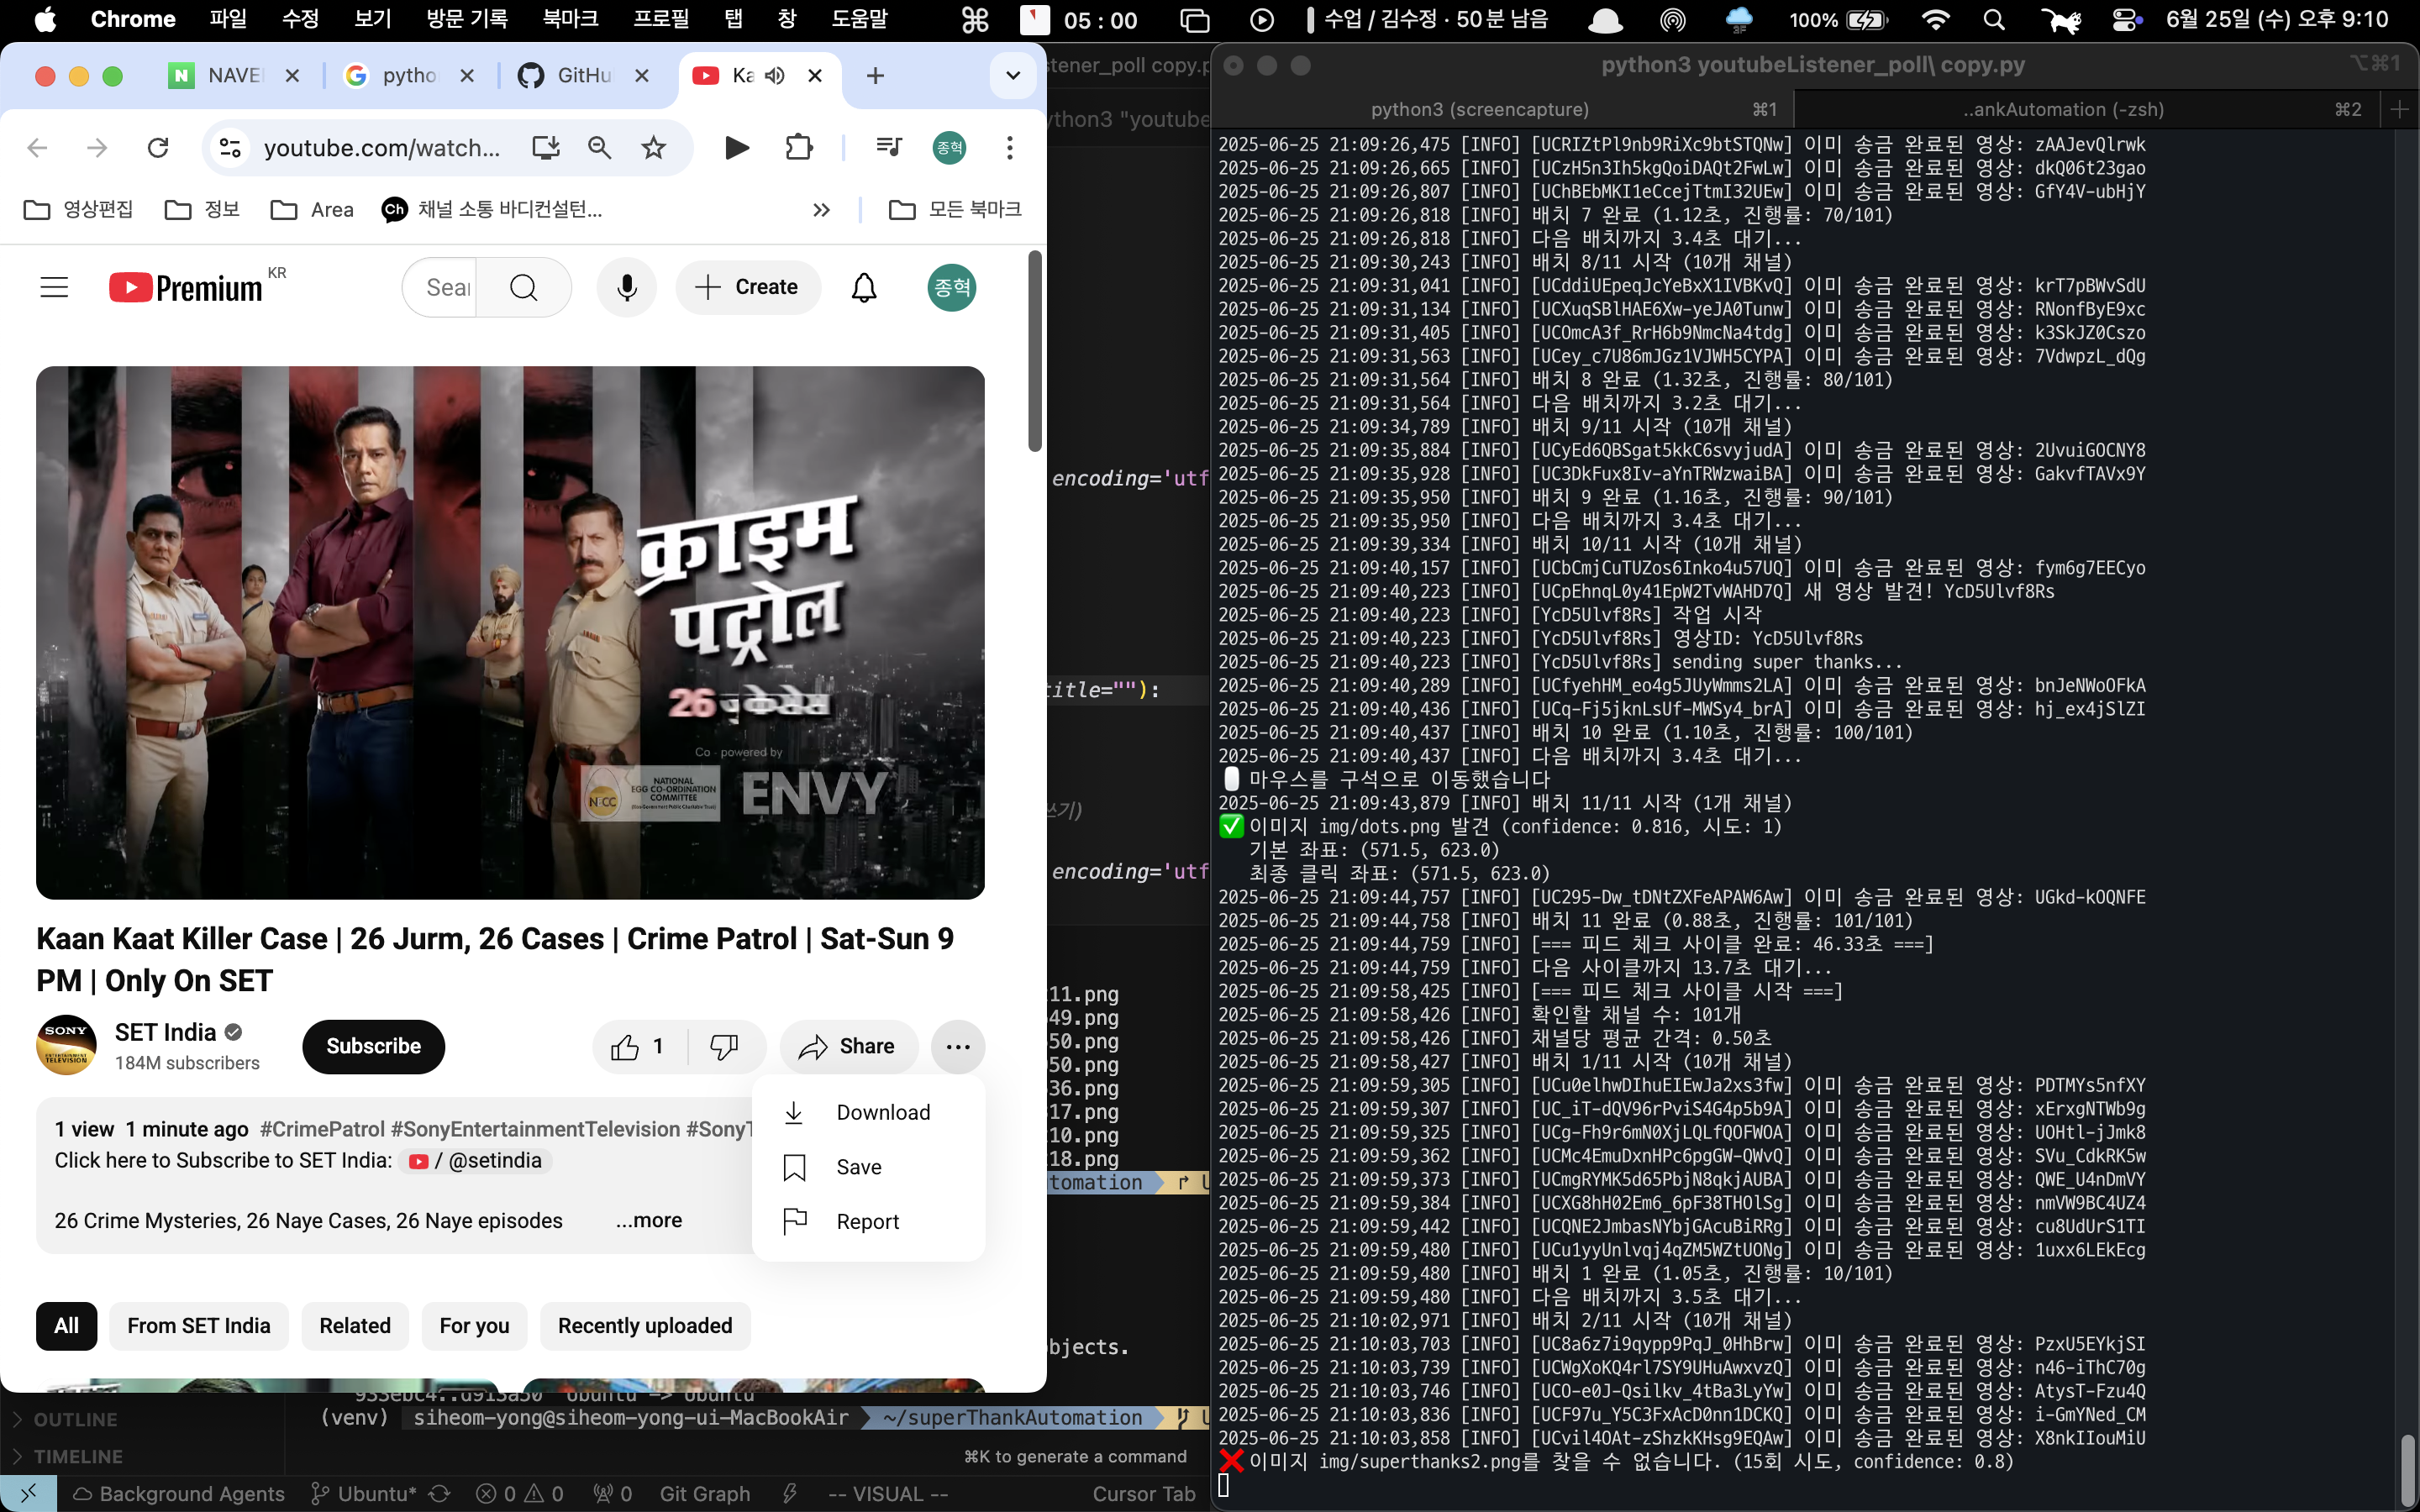 Chrome 파일 수정 보기 방문 기록 북마크 프로필 탭 창 도움말 05 : 00 수업 / 김수정 · 50분 남음 100% 6월 25일 (수) 오후 9:10
NAVE pytho GitHu Ka
youtube.com/watch... 종혁
영상편집 정보 Area Ch 채널 소통 바디컨설턴... 모든 북마크
Premium KR Sear Create 종혁
क्राइम
पट्रोल
26
Co - powered by
NECC NATIONAL
EGG CO-ORDINATION
COMMITTEE
ENVY
Kaan Kaat Killer Case | 26 Jurm, 26 Cases | Crime Patrol | Sat-Sun 9
PM | Only On SET
SONY
ENTERTAINMENT
TELEVISION
SET India
184M subscribers
Subscribe
1
Share
Download
Save
Report
1 view 1 minute ago #CrimePatrol #SonyEntertainmentTelevision #SonyT
Click here to Subscribe to SET India: / @setindia
26 Crime Mysteries, 26 Naye Cases, 26 Naye episodes ...more
All From SET India Related For you Recently uploaded
stener_poll copy.p
ython3 "youtube
encoding='utf
title=""):
쓰기)
encoding='utf
11.png
49.png
50.png
50.png
36.png
17.png
10.png
18.png
tomation
bjects.
933ebc4..d913a50 Ubuntu -> Ubuntu
(venv) siheom-yong@siheom-yong-ui-MacBookAir ~/superThankAutomation
OUTLINE
TIMELINE
⌘K to generate a command
Background Agents Ubuntu* 0 0 0 Git Graph -- VISUAL -- Cursor Tab
python3 youtubeListener_poll\ copy.py ⌥⌘1
python3 (screencapture) ⌘1 ..ankAutomation (-zsh) ⌘2
2025-06-25 21:09:26,475 [INFO] [UCRIZtPl9nb9RiXc9btSTQNw] 이미 송금 완료된 영상: zAAJevQlrwk
2025-06-25 21:09:26,665 [INFO] [UCzH5n3Ih5kgQoiDAQt2FwLw] 이미 송금 완료된 영상: dkQ06t23gao
2025-06-25 21:09:26,807 [INFO] [UChBEbMKI1eCcejTtmI32UEw] 이미 송금 완료된 영상: GfY4V-ubHjY
2025-06-25 21:09:26,818 [INFO] 배치 7 완료 (1.12초, 진행률: 70/101)
2025-06-25 21:09:26,818 [INFO] 다음 배치까지 3.4초 대기...
2025-06-25 21:09:30,243 [INFO] 배치 8/11 시작 (10개 채널)
2025-06-25 21:09:31,041 [INFO] [UCddiUEpeqJcYeBxX1IVBKvQ] 이미 송금 완료된 영상: krT7pBWvSdU
2025-06-25 21:09:31,134 [INFO] [UCXuqSBlHAE6Xw-yeJA0Tunw] 이미 송금 완료된 영상: RNonfByE9xc
2025-06-25 21:09:31,405 [INFO] [UCOmcA3f_RrH6b9NmcNa4tdg] 이미 송금 완료된 영상: k3SkJZ0Cszo
2025-06-25 21:09:31,563 [INFO] [UCey_c7U86mJGz1VJWH5CYPA] 이미 송금 완료된 영상: 7VdwpzL_dQg
2025-06-25 21:09:31,564 [INFO] 배치 8 완료 (1.32초, 진행률: 80/101)
2025-06-25 21:09:31,564 [INFO] 다음 배치까지 3.2초 대기...
2025-06-25 21:09:34,789 [INFO] 배치 9/11 시작 (10개 채널)
2025-06-25 21:09:35,884 [INFO] [UCyEd6QBSgat5kkC6svyjudA] 이미 송금 완료된 영상: 2UvuiGOCNY8
2025-06-25 21:09:35,928 [INFO] [UC3DkFux8Iv-aYnTRWzwaiBA] 이미 송금 완료된 영상: GakvfTAVx9Y
2025-06-25 21:09:35,950 [INFO] 배치 9 완료 (1.16초, 진행률: 90/101)
2025-06-25 21:09:35,950 [INFO] 다음 배치까지 3.4초 대기...
2025-06-25 21:09:39,334 [INFO] 배치 10/11 시작 (10개 채널)
2025-06-25 21:09:40,157 [INFO] [UCbCmjCuTUZos6Inko4u57UQ] 이미 송금 완료된 영상: fym6g7EECyo
2025-06-25 21:09:40,223 [INFO] [UCpEhnqL0y41EpW2TvWAHD7Q] 새 영상 발견! YcD5Ulvf8Rs
2025-06-25 21:09:40,223 [INFO] [YcD5Ulvf8Rs] 작업 시작
2025-06-25 21:09:40,223 [INFO] [YcD5Ulvf8Rs] 영상ID: YcD5Ulvf8Rs
2025-06-25 21:09:40,223 [INFO] [YcD5Ulvf8Rs] sending super thanks...
2025-06-25 21:09:40,289 [INFO] [UCfyehHM_eo4g5JUyWmms2LA] 이미 송금 완료된 영상: bnJeNWoOFkA
2025-06-25 21:09:40,436 [INFO] [UCq-Fj5jknLsUf-MWSy4_brA] 이미 송금 완료된 영상: hj_ex4jSlZI
2025-06-25 21:09:40,437 [INFO] 배치 10 완료 (1.10초, 진행률: 100/101)
2025-06-25 21:09:40,437 [INFO] 다음 배치까지 3.4초 대기...
마우스를 구석으로 이동했습니다
2025-06-25 21:09:43,879 [INFO] 배치 11/11 시작 (1개 채널)
✅이미지 img/dots.png 발견 (confidence: 0.816, 시도: 1)
기본 좌표: (571.5, 623.0)
최종 클릭 좌표: (571.5, 623.0)
2025-06-25 21:09:44,757 [INFO] [UC295-Dw_tDNtZXFeAPAW6Aw] 이미 송금 완료된 영상: UGkd-kOQNFE
2025-06-25 21:09:44,758 [INFO] 배치 11 완료 (0.88초, 진행률: 101/101)
2025-06-25 21:09:44,759 [INFO] [=== 피드 체크 사이클 완료: 46.33초 ===]
2025-06-25 21:09:44,759 [INFO] 다음 사이클까지 13.7초 대기...
2025-06-25 21:09:58,425 [INFO] [=== 피드 체크 사이클 시작 ===]
2025-06-25 21:09:58,426 [INFO] 확인할 채널 수: 101개
2025-06-25 21:09:58,426 [INFO] 채널당 평균 간격: 0.50초
2025-06-25 21:09:58,427 [INFO] 배치 1/11 시작 (10개 채널)
2025-06-25 21:09:59,305 [INFO] [UCu0elhwDIhuEIEwJa2xs3fw] 이미 송금 완료된 영상: PDTMYs5nfXY
2025-06-25 21:09:59,307 [INFO] [UC_iT-dQV96rPviS4G4p5b9A] 이미 송금 완료된 영상: xErxgNTWb9g
2025-06-25 21:09:59,325 [INFO] [UCg-Fh9r6mN0XjLQLfQOFWOA] 이미 송금 완료된 영상: UOHtl-jJmk8
2025-06-25 21:09:59,362 [INFO] [UCMc4EmuDxnHPc6pgGW-QWvQ] 이미 송금 완료된 영상: SVu_CdkRK5w
2025-06-25 21:09:59,373 [INFO] [UCmgRYMK5d65PbjN8qkjAUBA] 이미 송금 완료된 영상: QWE_U4nDmVY
2025-06-25 21:09:59,384 [INFO] [UCXG8hH02Em6_6pF38THOlSg] 이미 송금 완료된 영상: nmVW9BC4UZ4
2025-06-25 21:09:59,442 [INFO] [UCQNE2JmbasNYbjGAcuBiRRg] 이미 송금 완료된 영상: cu8UdUrS1TI
2025-06-25 21:09:59,480 [INFO] [UCu1yyUnlvqj4qZM5WZtUONg] 이미 송금 완료된 영상: 1uxx6LEkEcg
2025-06-25 21:09:59,480 [INFO] 배치 1 완료 (1.05초, 진행률: 10/101)
2025-06-25 21:09:59,480 [INFO] 다음 배치까지 3.5초 대기...
2025-06-25 21:10:02,971 [INFO] 배치 2/11 시작 (10개 채널)
2025-06-25 21:10:03,703 [INFO] [UC8a6z7i9qypp9PqJ_0HhBrw] 이미 송금 완료된 영상: PzxU5EYkjSI
2025-06-25 21:10:03,739 [INFO] [UCWgXoKQ4rl7SY9UHuAwxvzQ] 이미 송금 완료된 영상: n46-iThC70g
2025-06-25 21:10:03,746 [INFO] [UCO-e0J-Qsilkv_4tBa3LyYw] 이미 송금 완료된 영상: AtysT-Fzu4Q
2025-06-25 21:10:03,836 [INFO] [UCF97u_Y5C3FxAcD0nn1DCKQ] 이미 송금 완료된 영상: i-GmYNed_CM
2025-06-25 21:10:03,858 [INFO] [UCvil4OAt-zShzkKHsg9EQAw] 이미 송금 완료된 영상: X8nkIIouMiU
❌이미지 img/superthanks2.png를 찾을 수 없습니다. (15회 시도, confidence: 0.8)